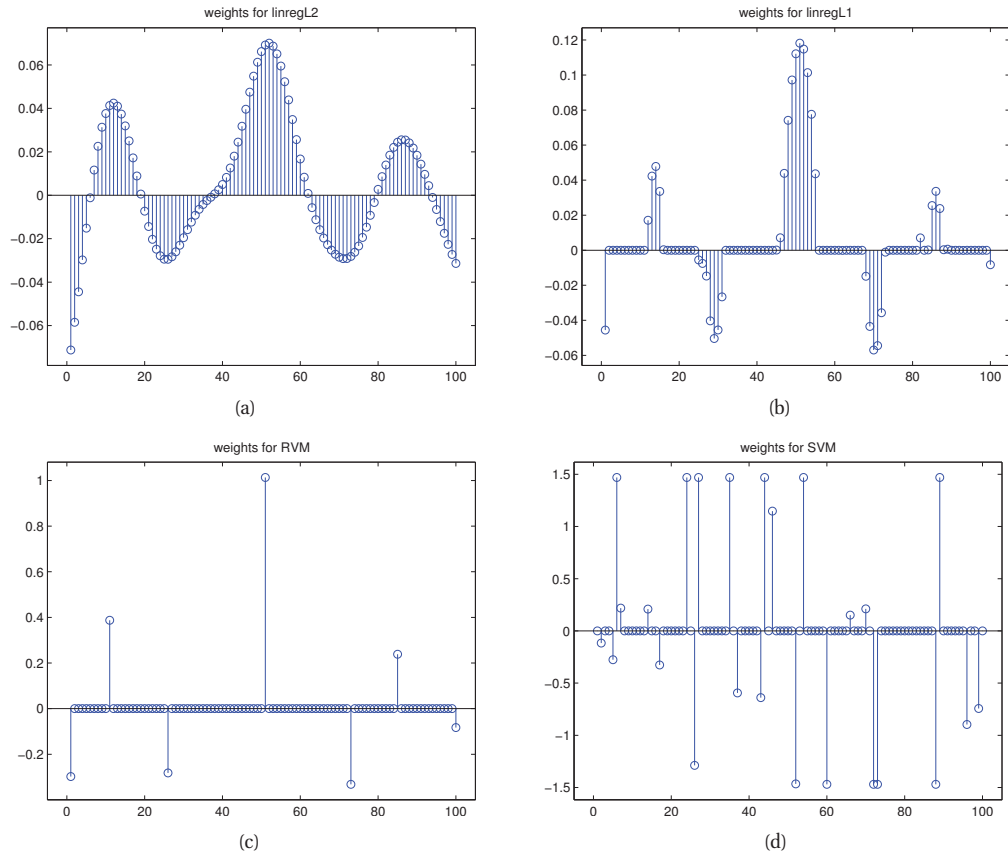 weights for linregL2
0.06
0.04
0.02
0
−0.02
−0.04
−0.06
0 20 40 60 80 100
(a)
weights for linregL1
0.12
0.1
0.08
0.06
0.04
0.02
0
−0.02
−0.04
−0.06
0 20 40 60 80 100
(b)
weights for RVM
1
0.8
0.6
0.4
0.2
0
−0.2
0 20 40 60 80 100
(c)
weights for SVM
1.5
1
0.5
0
−0.5
−1
−1.5
0 20 40 60 80 100
(d)